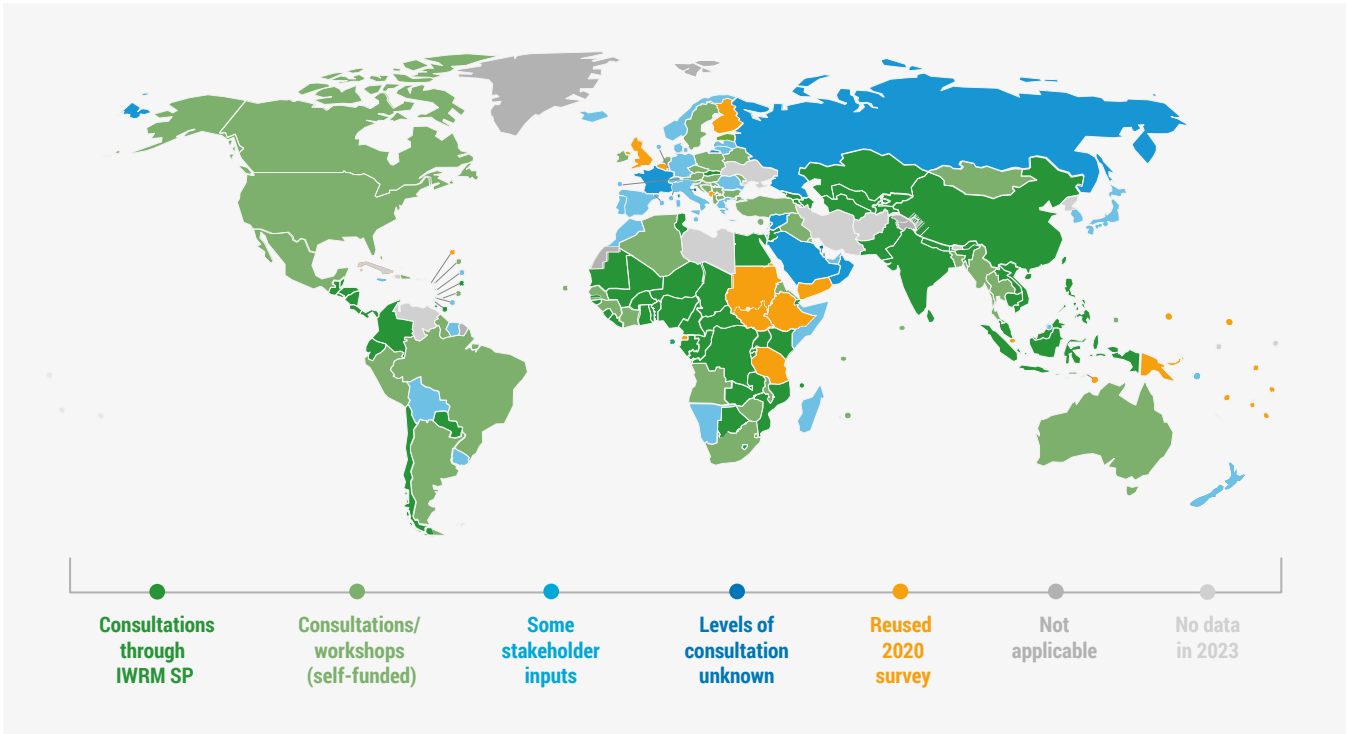 Consultations
through
IWRM SP
Consultations/
workshops
(self-funded)
Some
stakeholder
inputs
Levels of
consultation
unknown
Reused
2020
survey
Not
applicable
No data
in 2023